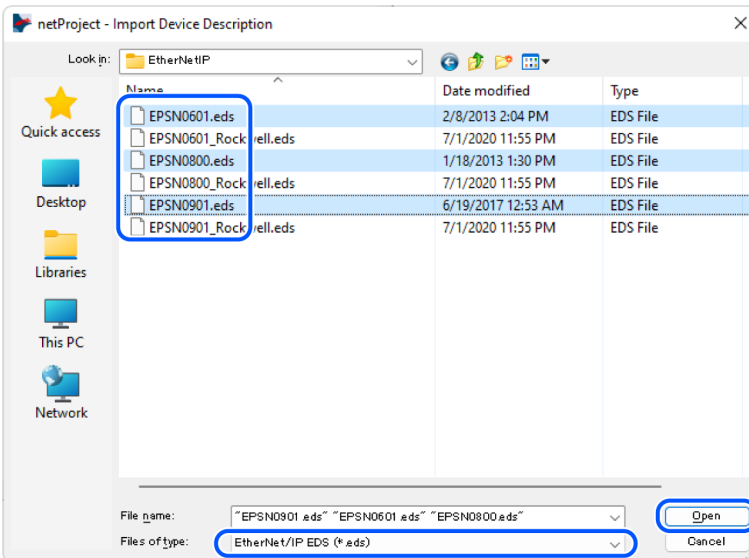 netProject - Import Device Description
Look in: EtherNetIP
Name Date modified Type
EPSN0601.eds 2/8/2013 2:04 PM EDS File
EPSN0601_Rockwell.eds 7/1/2020 11:55 PM EDS File
EPSN0800.eds 1/18/2013 1:30 PM EDS File
EPSN0800_Rockwell.eds 7/1/2020 11:55 PM EDS File
EPSN0901.eds 6/19/2017 12:53 AM EDS File
EPSN0901_Rockwell.eds 7/1/2020 11:55 PM EDS File
Quick access
Desktop
Libraries
This PC
Network
File name: "EPSN0901.eds" "EPSN0601.eds" "EPSN0800.eds" Open
Files of type: EtherNet/IP EDS (*.eds) Cancel